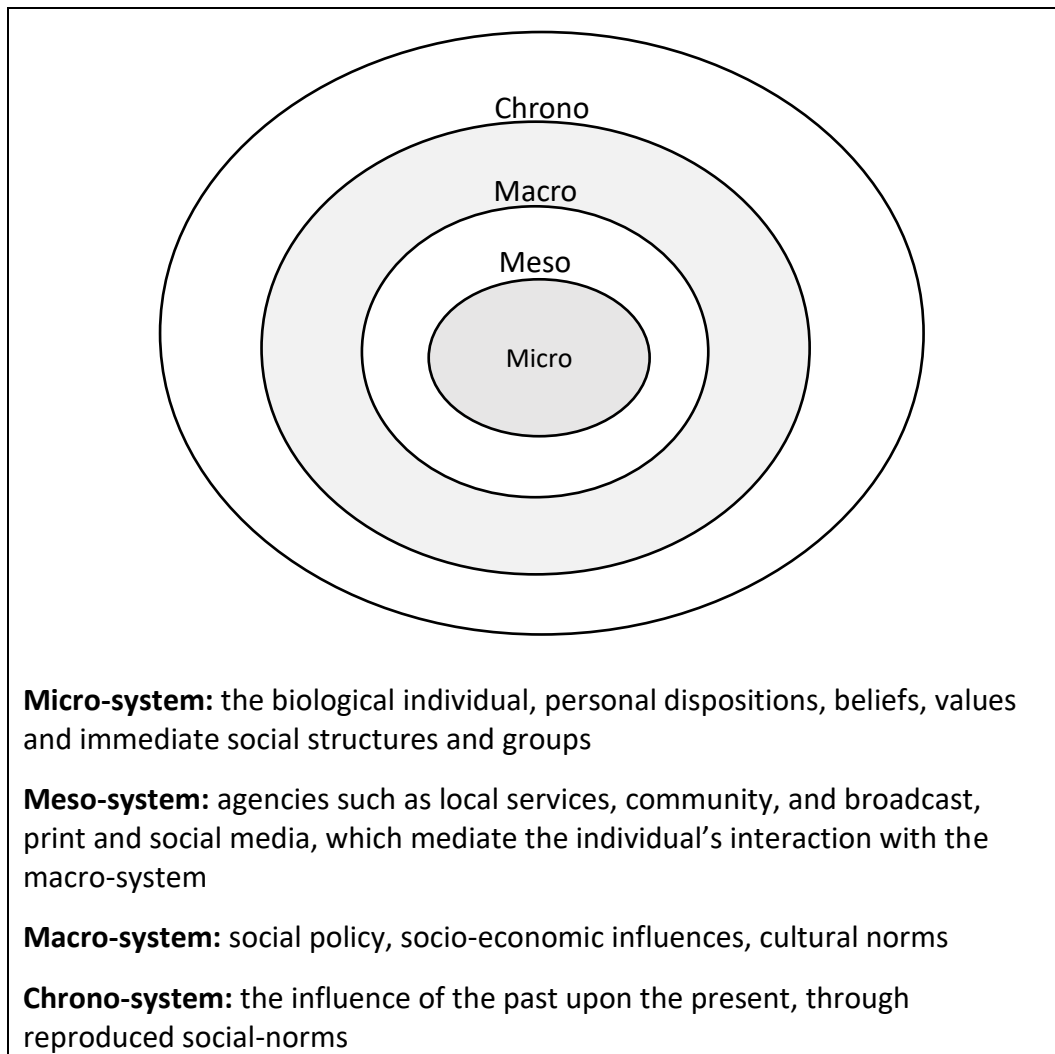 Chrono
Macro
Meso
Micro
Micro-system: the biological individual, personal dispositions, beliefs, values
and immediate social structures and groups
Meso-system: agencies such as local services, community, and broadcast,
print and social media, which mediate the individual’s interaction with the
macro-system
Macro-system: social policy, socio-economic influences, cultural norms
Chrono-system: the influence of the past upon the present, through
reproduced social-norms